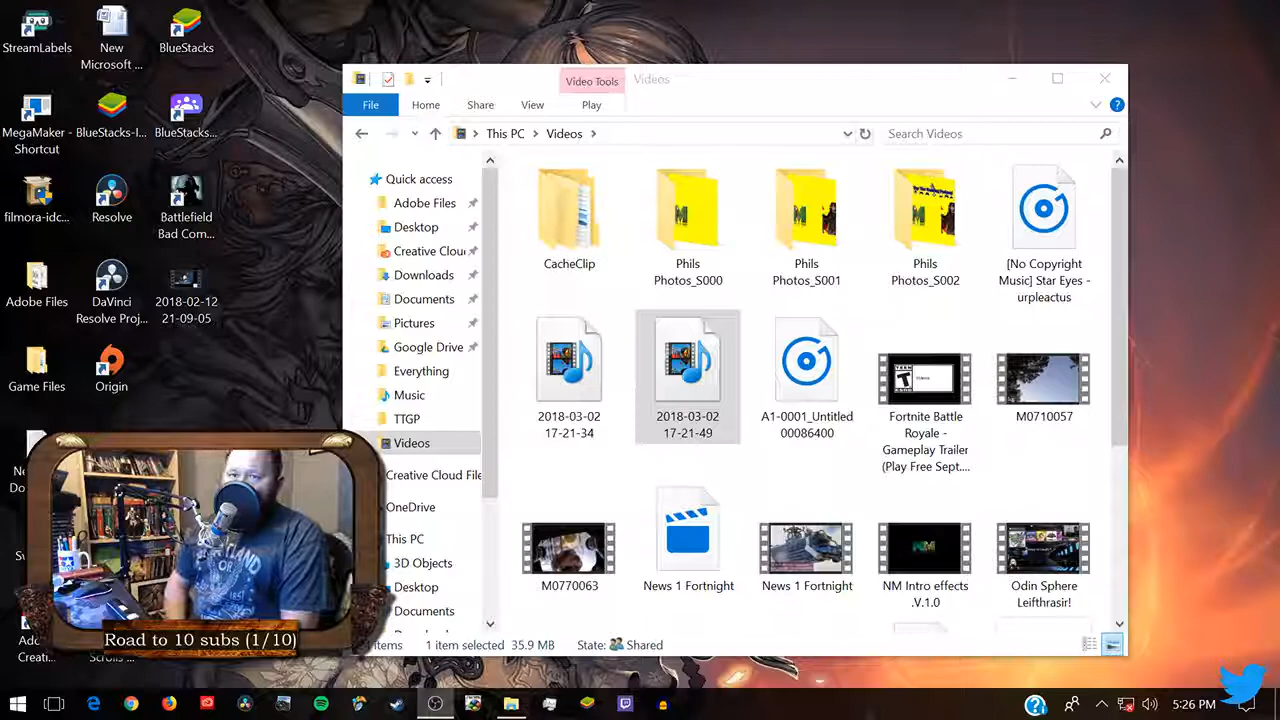 StreamLabels
New
Microsoft ...
BlueStacks
MegaMaker -
Shortcut
BlueStacks-I...
BlueStacks...
filmora-idc...
Resolve
Battlefield
Bad Com...
Adobe Files
DaVinci
Resolve Proj...
2018-02-12
21-09-05
Game Files
Origin
Video Tools
Videos
File
Home
Share
View
Play
This PC
Videos
Search Videos
Quick access
Adobe Files
Desktop
Creative Clou
Downloads
Documents
Pictures
Google Drive
Everything
Music
TTGP
Videos
Creative Cloud File
OneDrive
This PC
3D Objects
Desktop
Documents
CacheClip
Phils
Photos_S000
Phils
Photos_S001
Phils
Photos_S002
[No Copyright
Music] Star Eyes -
urpleactus
2018-03-02
17-21-34
2018-03-02
17-21-49
A1-0001_Untitled
00086400
Fortnite Battle
Royale -
Gameplay Trailer
(Play Free Sept....
M0710057
M0770063
News 1 Fortnight
News 1 Fortnight
NM Intro effects
.V.1.0
Odin Sphere
Leifthrasir!
items
1 item selected
35.9 MB
State:
Shared
Road to 10 subs (1/10)
5:26 PM